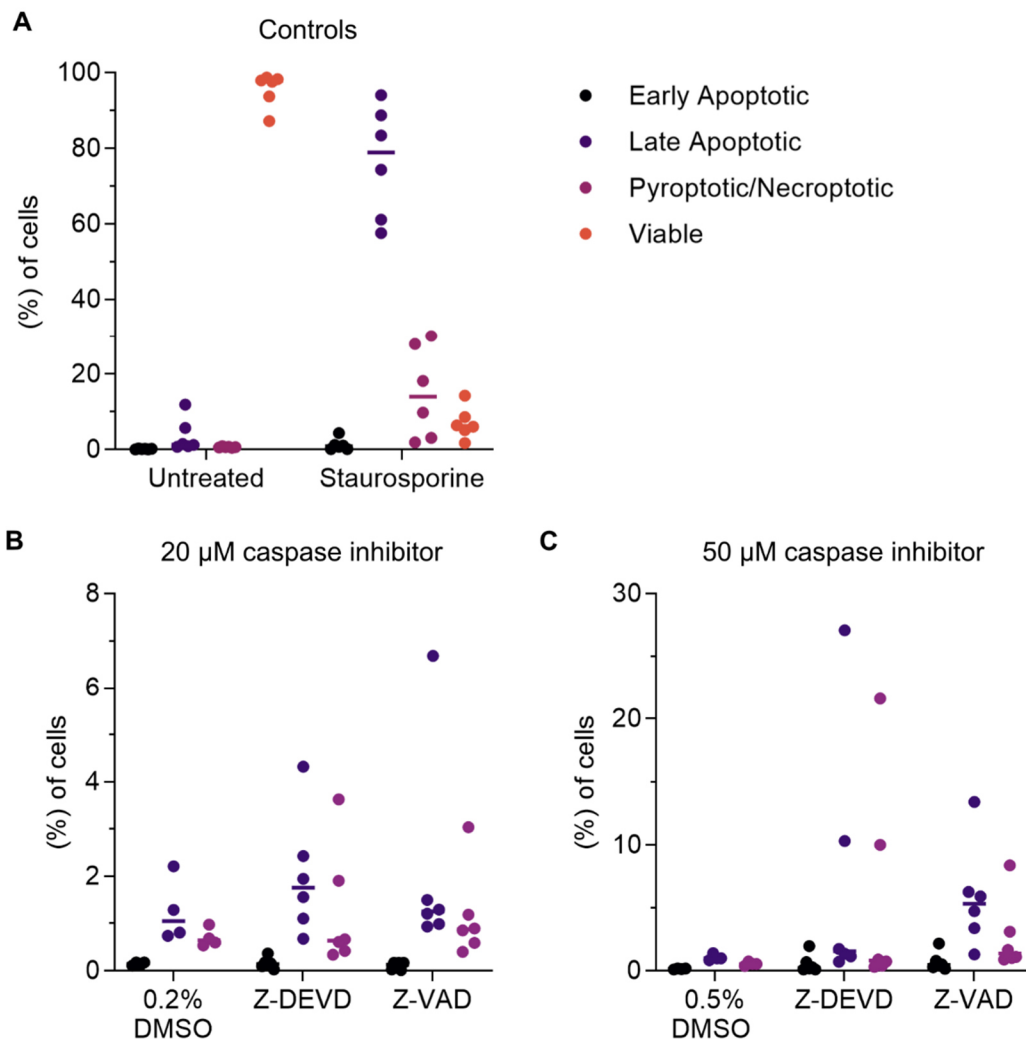 A
Controls
100
80
60
40
20
0
(%) of cells
Untreated
Staurosporine
Early Apoptotic
Late Apoptotic
Pyroptotic/Necroptotic
Viable
B
20 µM caspase inhibitor
8
6
4
2
0
(%) of cells
0.2%
DMSO
Z-DEVD
Z-VAD
C
50 µM caspase inhibitor
30
20
10
0
(%) of cells
0.5%
DMSO
Z-DEVD
Z-VAD